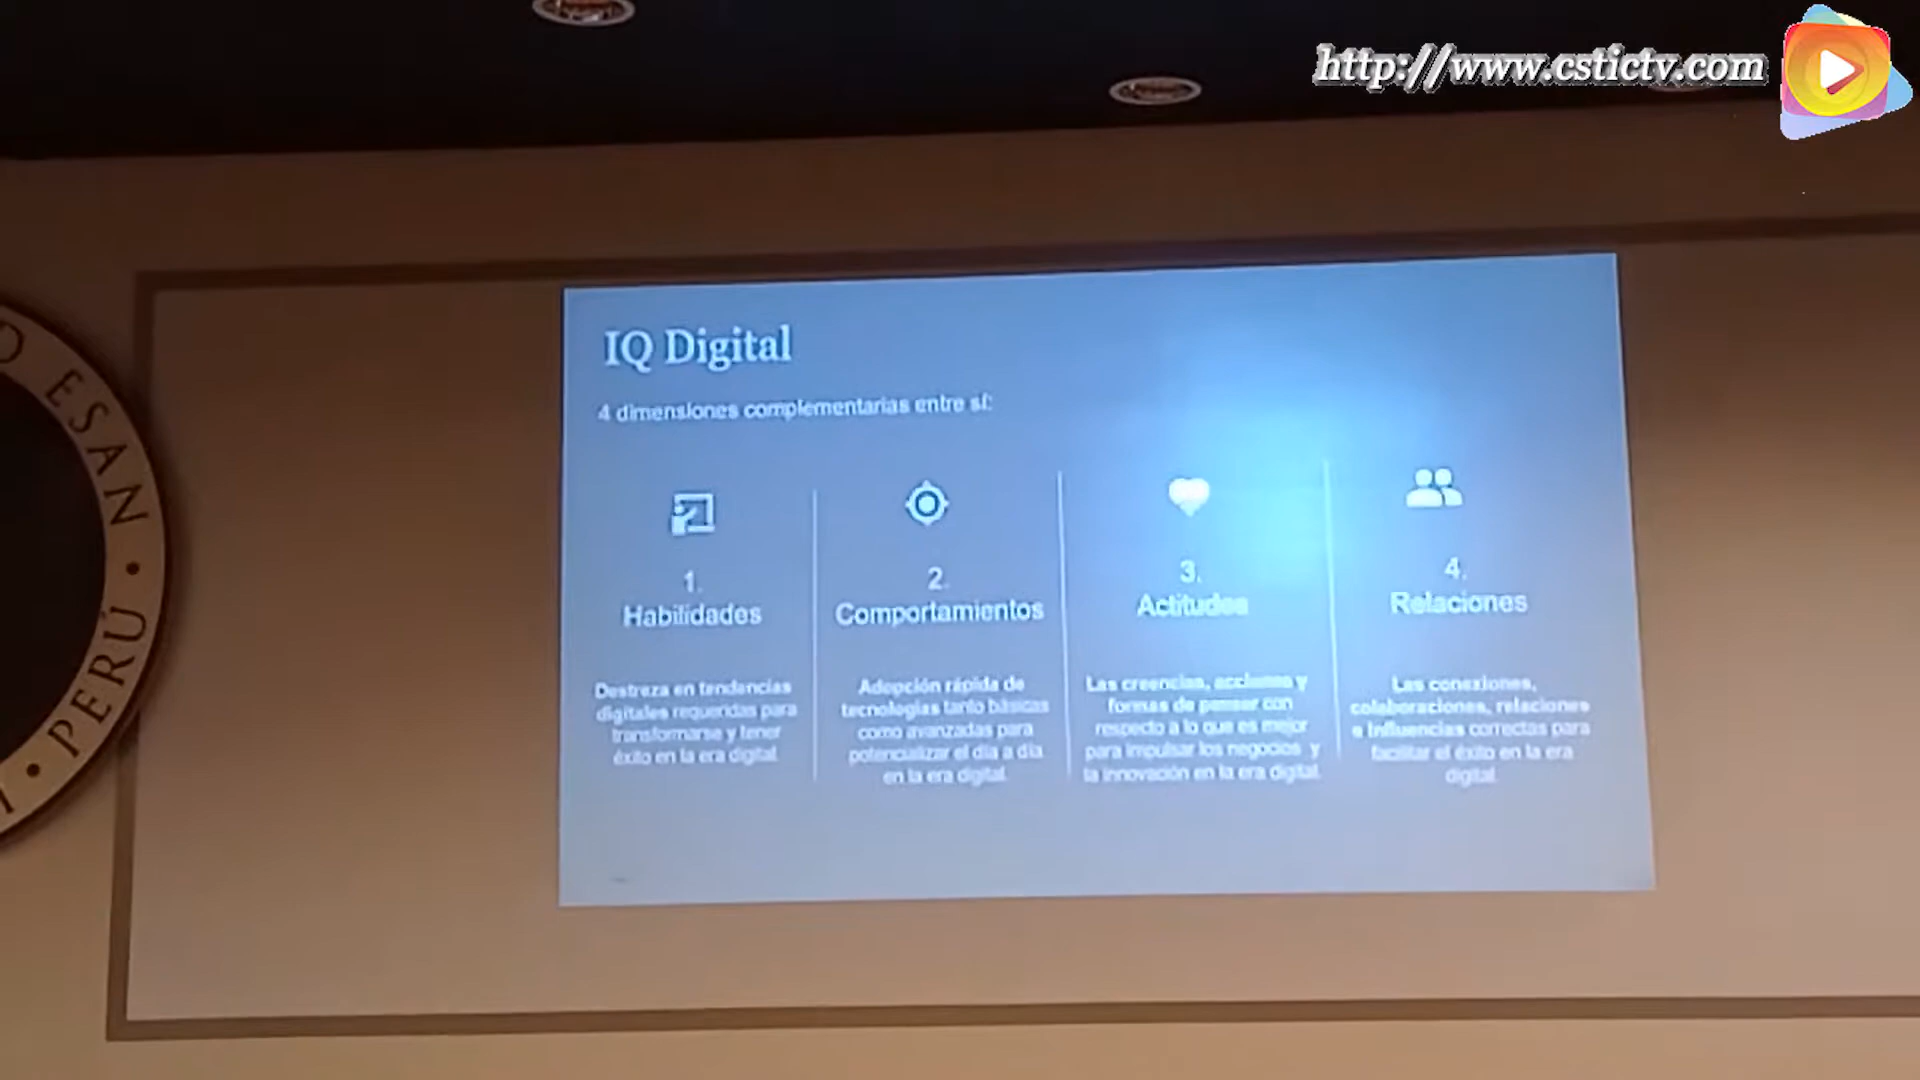 http://www.cstictv.com
ESAN
PERÚ
IQ Digital
4 dimensiones complementarias entre sí:
1.
Habilidades
Destreza en tendencias
digitales requeridas para
transformarse y tener
éxito en la era digital
2.
Comportamientos
Adopción rápida de
tecnologías tanto básicas
como avanzadas para
potencializar el día a día
en la era digital.
3.
Actitudes
Las creencias, acciones y
formas de pensar con
respecto a lo que es mejor
para impulsar los negocios y
la innovación en la era digital.
4.
Relaciones
Las conexiones,
colaboraciones, relaciones
e influencias correctas para
facilitar el éxito en la era
digital.